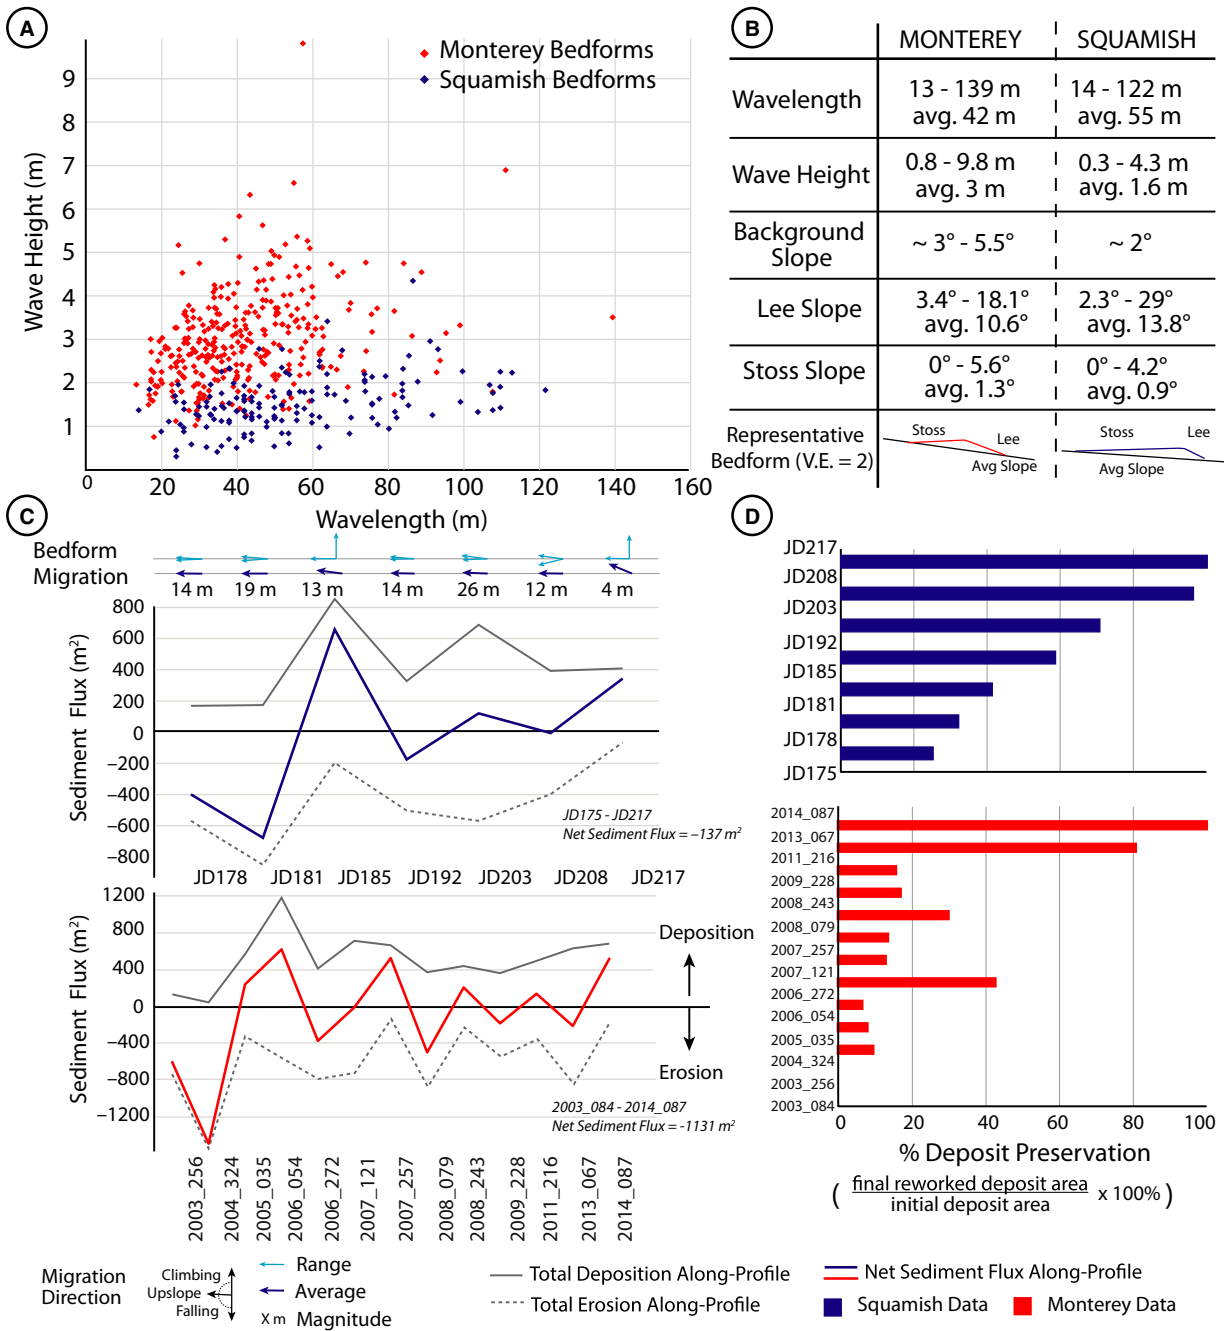 A
Monterey Bedforms
Squamish Bedforms
Wave Height (m)
9
8
7
6
5
4
3
2
1
0
20
40
60
80
100
120
140
160
Wavelength (m)
B
MONTEREY
SQUAMISH
Wavelength
13 - 139 m
avg. 42 m
14 - 122 m
avg. 55 m
Wave Height
0.8 - 9.8 m
avg. 3 m
0.3 - 4.3 m
avg. 1.6 m
Background
Slope
~ 3° - 5.5°
~ 2°
Lee Slope
3.4° - 18.1°
avg. 10.6°
2.3° - 29°
avg. 13.8°
Stoss Slope
0° - 5.6°
avg. 1.3°
0° - 4.2°
avg. 0.9°
Representative
Bedform (V.E. = 2)
Stoss
Lee
Avg Slope
Stoss
Lee
Avg Slope
C
Bedform
Migration
14 m
19 m
13 m
14 m
26 m
12 m
4 m
Sediment Flux (m²)
800
600
400
200
0
−200
−400
−600
−800
JD175 - JD217
Net Sediment Flux = −137 m²
JD178
JD181
JD185
JD192
JD203
JD208
JD217
Sediment Flux (m²)
1200
800
400
0
−400
−800
−1200
Deposition
Erosion
2003_084 - 2014_087
Net Sediment Flux = -1131 m²
2003_256
2004_324
2005_035
2006_054
2006_272
2007_121
2007_257
2008_079
2008_243
2009_228
2011_216
2013_067
2014_087
D
JD217
JD208
JD203
JD192
JD185
JD181
JD178
JD175
2014_087
2013_067
2011_216
2009_228
2008_243
2008_079
2007_257
2007_121
2006_272
2006_054
2005_035
2004_324
2003_256
2003_084
0
20
40
60
80
100
% Deposit Preservation
( final reworked deposit area
initial deposit area
x 100% )
Migration
Direction
Climbing
Upslope
Falling
Range
Average
X m Magnitude
Total Deposition Along-Profile
Total Erosion Along-Profile
Net Sediment Flux Along-Profile
Squamish Data
Monterey Data